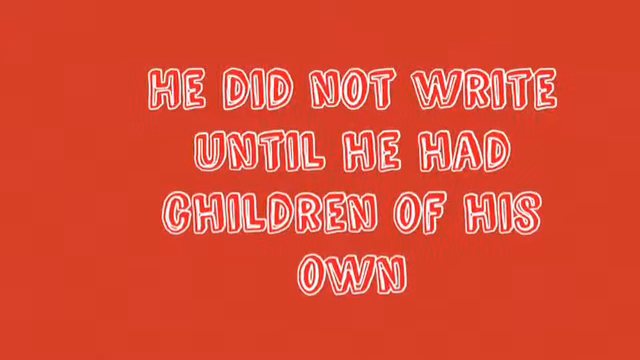 HE DID NOT WRITE
UNTIL HE HAD
CHILDREN OF HIS
OWN